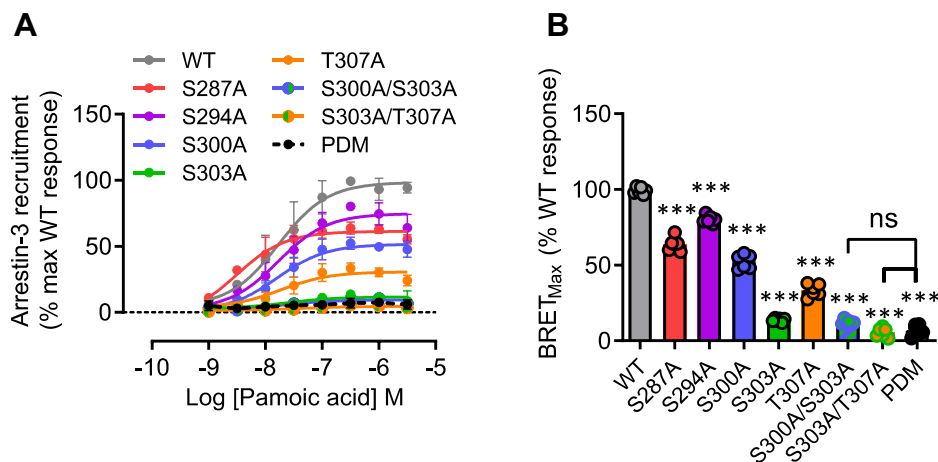 A
WT
S287A
S294A
S300A
S303A
T307A
S300A/S303A
S303A/T307A
PDM
Arrestin-3 recruitment
(% max WT response)
150
100
50
0
-10
-9
-8
-7
-6
-5
Log [Pamoic acid] M
B
BRETMax (% WT response)
150
100
50
0
***
***
***
***
***
***
***
***
ns
WT
S287A
S294A
S300A
S303A
T307A
S300A/S303A
S303A/T307A
PDM